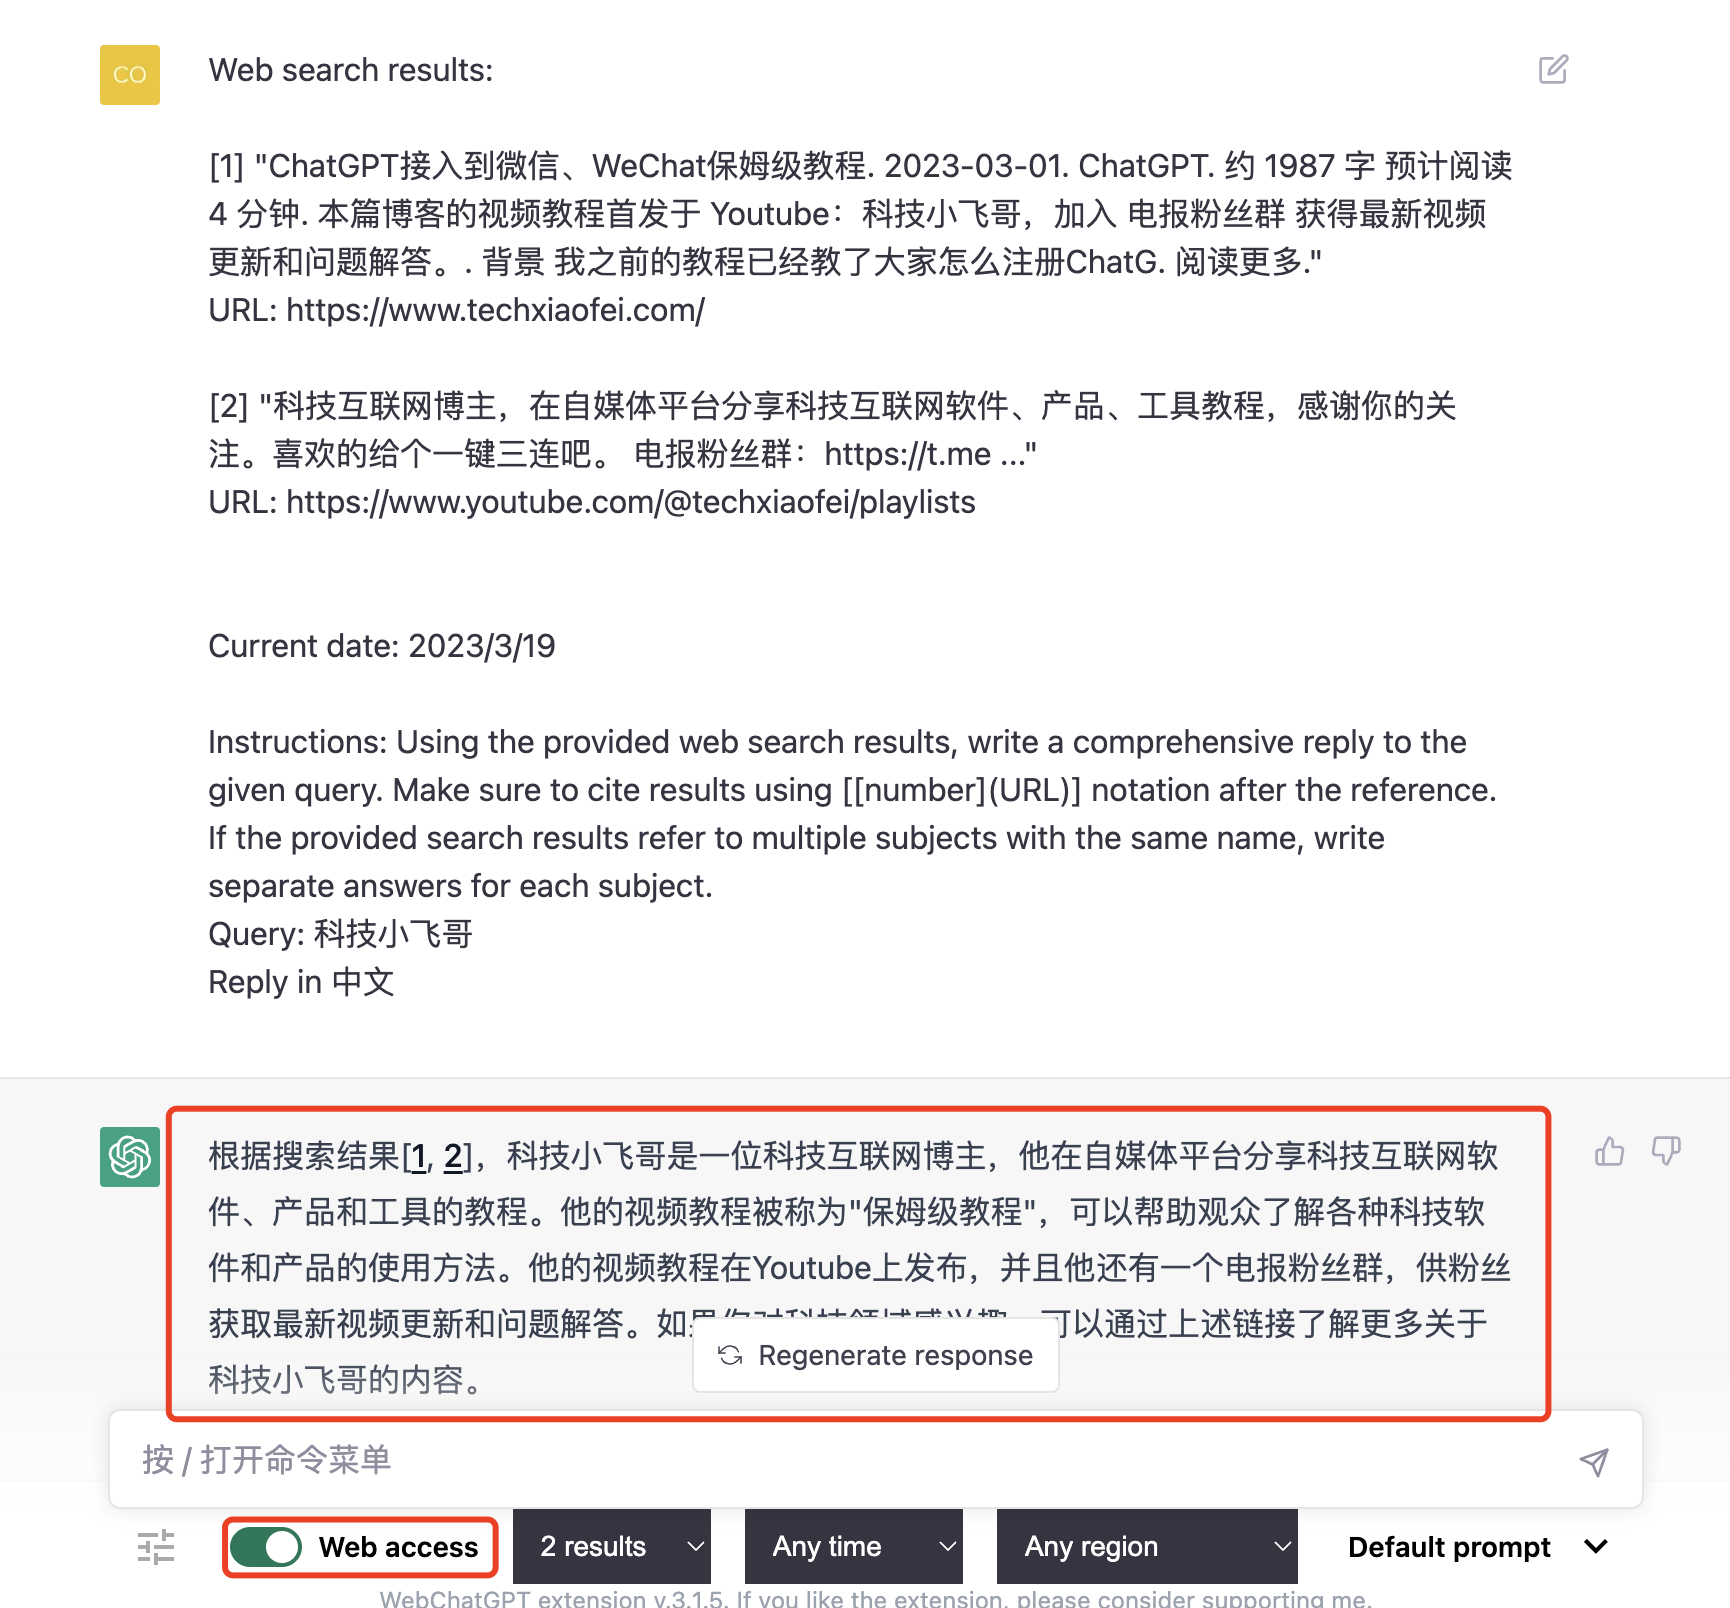 CO
Web search results:
[1] "ChatGPT接入到微信、WeChat保姆级教程. 2023-03-01. ChatGPT. 约 1987 字 预计阅读
4 分钟. 本篇博客的视频教程首发于 Youtube：科技小飞哥，加入 电报粉丝群 获得最新视频
更新和问题解答。. 背景 我之前的教程已经教了大家怎么注册ChatG. 阅读更多."
URL: https://www.techxiaofei.com/
[2] "科技互联网博主，在自媒体平台分享科技互联网软件、产品、工具教程，感谢你的关
注。喜欢的给个一键三连吧。 电报粉丝群：https://t.me ..."
URL: https://www.youtube.com/@techxiaofei/playlists
Current date: 2023/3/19
Instructions: Using the provided web search results, write a comprehensive reply to the
given query. Make sure to cite results using [[number](URL)] notation after the reference.
If the provided search results refer to multiple subjects with the same name, write
separate answers for each subject.
Query: 科技小飞哥
Reply in 中文
根据搜索结果[1, 2]，科技小飞哥是一位科技互联网博主，他在自媒体平台分享科技互联网软
件、产品和工具的教程。他的视频教程被称为"保姆级教程"，可以帮助观众了解各种科技软
件和产品的使用方法。他的视频教程在Youtube上发布，并且他还有一个电报粉丝群，供粉丝
获取最新视频更新和问题解答。如 可以通过上述链接了解更多关于
科技小飞哥的内容。
Regenerate response
按 / 打开命令菜单
Web access
2 results
Any time
Any region
Default prompt
WebChatGPT extension v.3.1.5. If you like the extension, please consider supporting me.